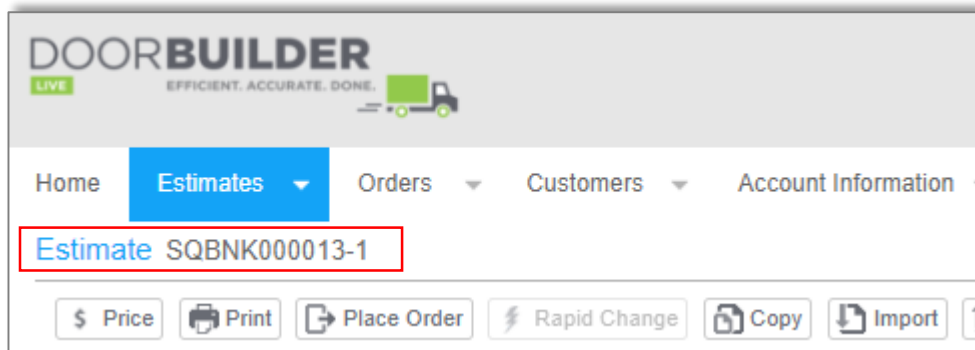 DOORBUILDER
LIVE EFFICIENT. ACCURATE. DONE.
Home Estimates Orders Customers Account Information
Estimate SQBNK000013-1
$ Price Print Place Order Rapid Change Copy Import